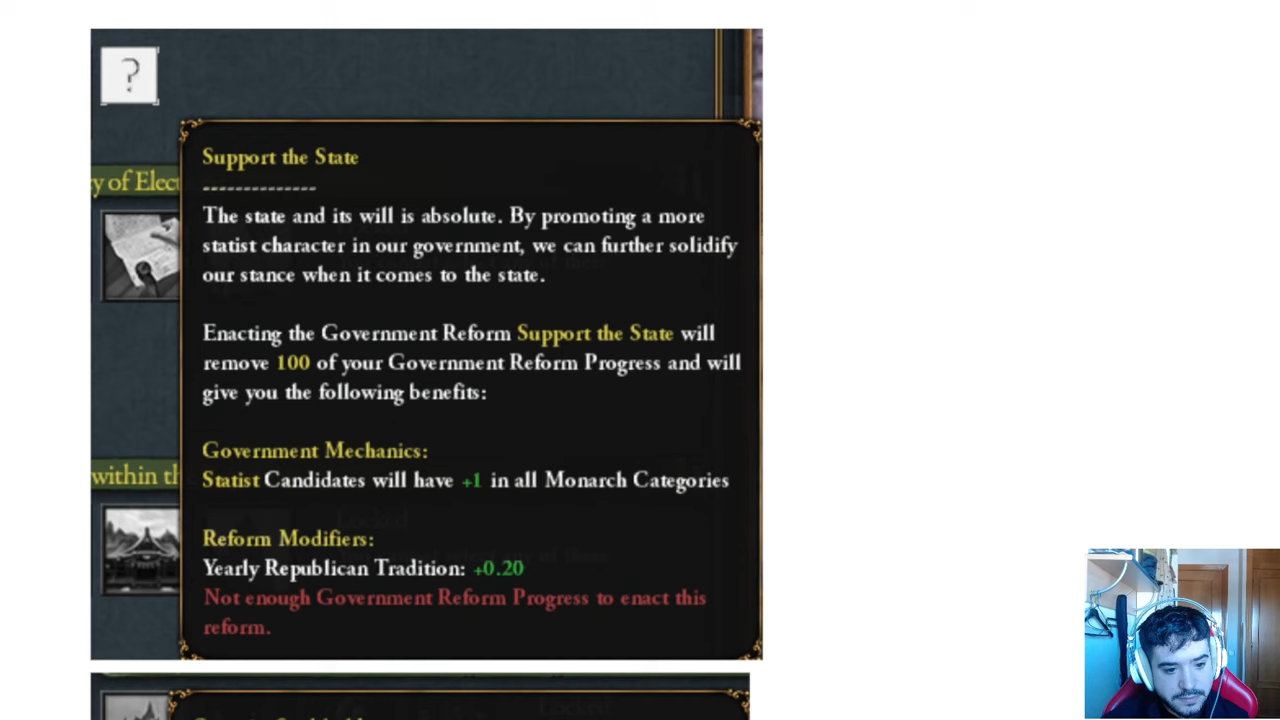 ?
Support the State
--------------
y of Elect
The state and its will is absolute. By promoting a more
statist character in our government, we can further solidify
our stance when it comes to the state.
Enacting the Government Reform Support the State will
remove 100 of your Government Reform Progress and will
give you the following benefits:
Government Mechanics:
within th
Statist Candidates will have +1 in all Monarch Categories
Locked
Reform Modifiers:
Yearly Republican Tradition: +0.20
Not enough Government Reform Progress to enact this
reform.
Locked